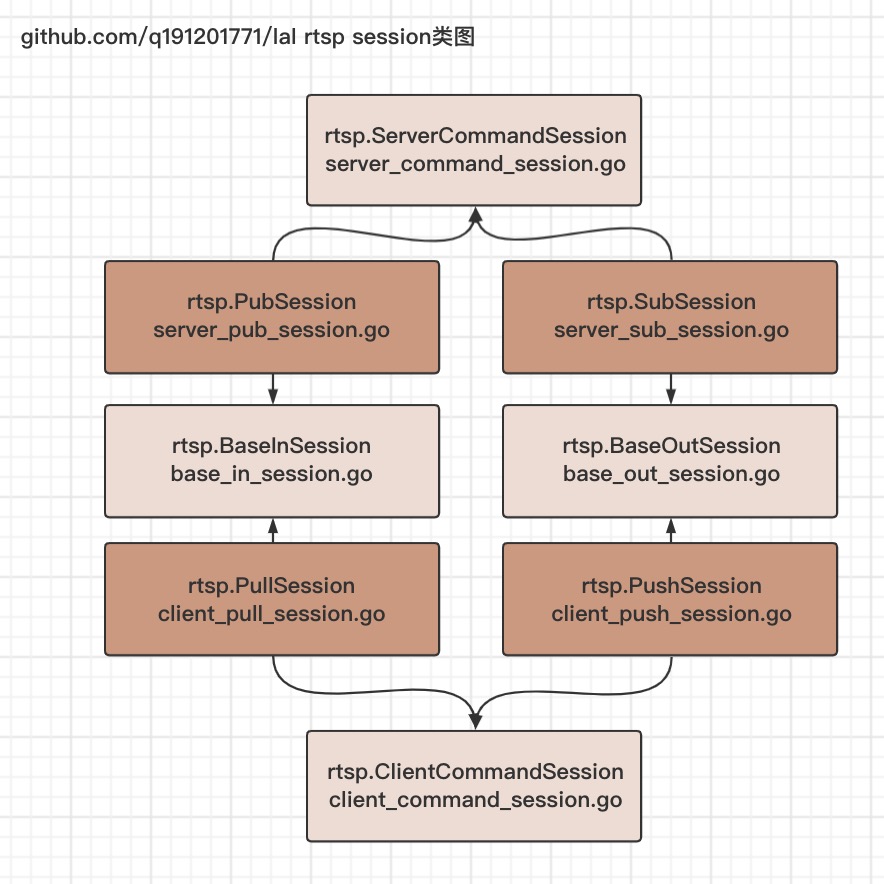 github.com/q191201771/lal rtsp session类图
rtsp.ServerCommandSession
server_command_session.go
rtsp.PubSession
server_pub_session.go
rtsp.SubSession
server_sub_session.go
rtsp.BaseInSession
base_in_session.go
rtsp.BaseOutSession
base_out_session.go
rtsp.PullSession
client_pull_session.go
rtsp.PushSession
client_push_session.go
rtsp.ClientCommandSession
client_command_session.go